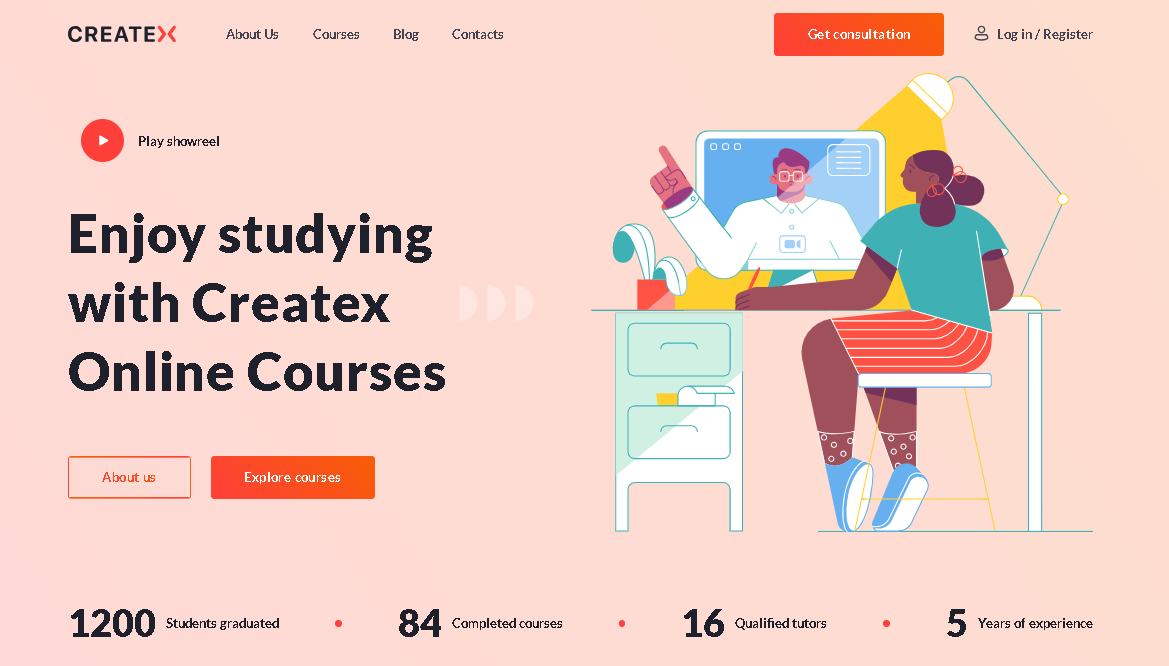 CREATEX
About Us
Courses
Blog
Contacts
Get consultation
Log in / Register
Play showreel
Enjoy studying
with Createx
Online Courses
About us
Explore courses
1200 Students graduated
84 Completed courses
16 Qualified tutors
5 Years of experience